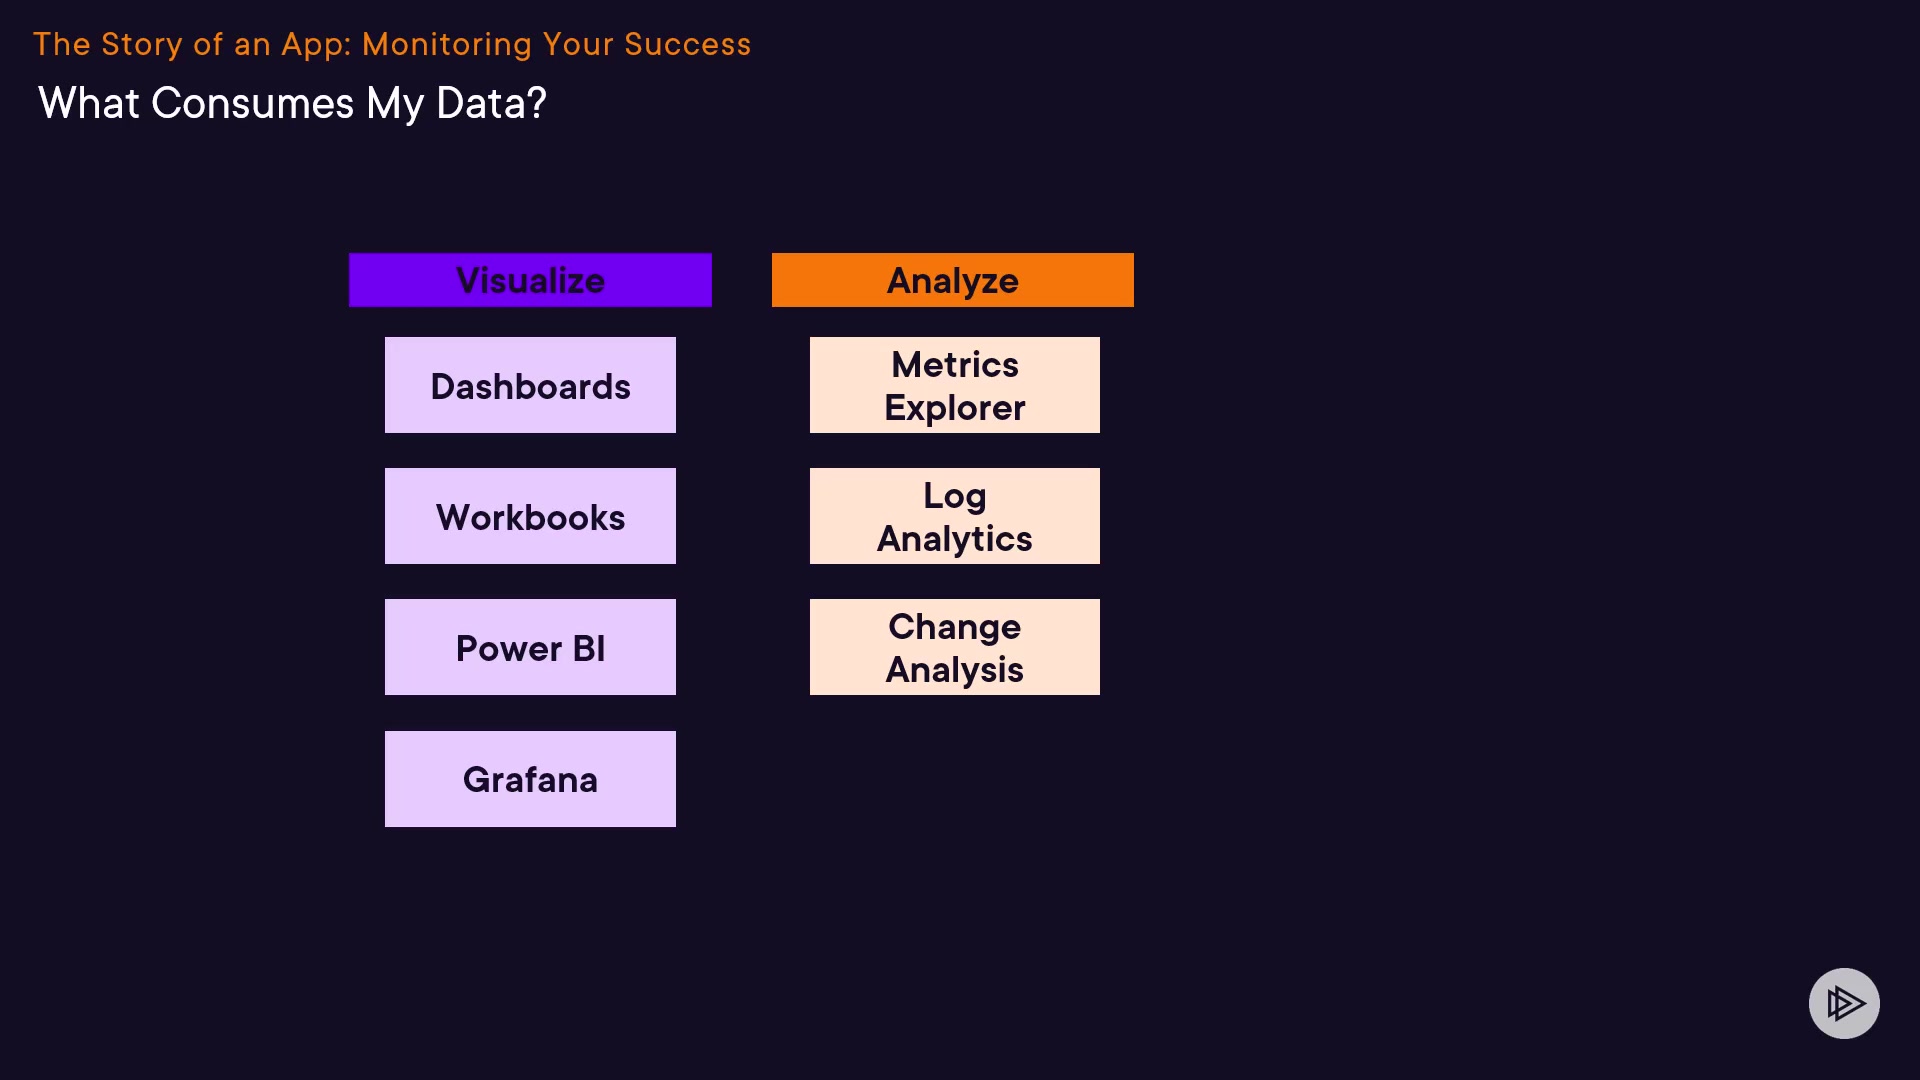 The Story of an App: Monitoring Your Success
What Consumes My Data?
Visualize
Dashboards
Workbooks
Power BI
Grafana
Analyze
Metrics
Explorer
Log
Analytics
Change
Analysis